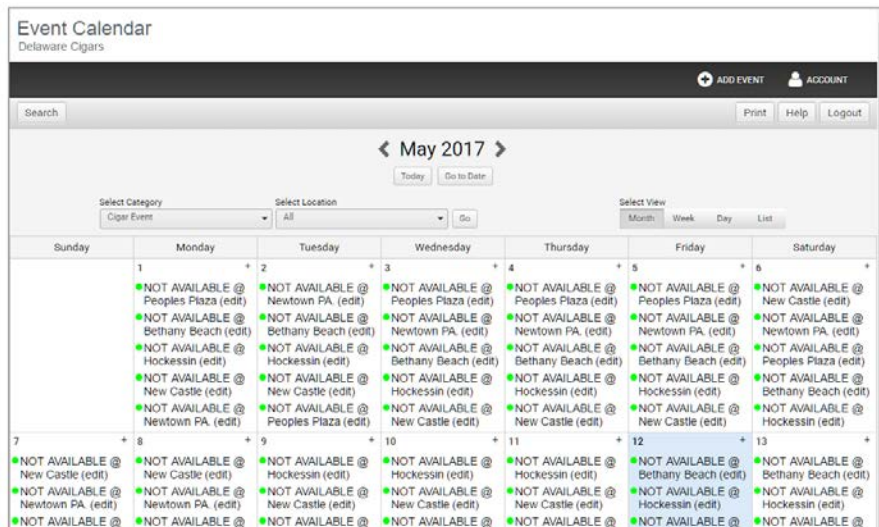 Event Calendar
Delaware Cigars
ADD EVENT ACCOUNT
Search Print Help Logout
May 2017
Today Go to Date
Select Category Select Location Select View
Cigar Event All Go Month Week Day List
Sunday Monday Tuesday Wednesday Thursday Friday Saturday
1 + 2 + 3 + 4 + 5 + 6 +
NOT AVAILABLE @ NOT AVAILABLE @ NOT AVAILABLE @ NOT AVAILABLE @ NOT AVAILABLE @ NOT AVAILABLE @
Peoples Plaza (edit) Newtown PA. (edit) Peoples Plaza (edit) Peoples Plaza (edit) Peoples Plaza (edit) New Castle (edit)
NOT AVAILABLE @ NOT AVAILABLE @ NOT AVAILABLE @ NOT AVAILABLE @ NOT AVAILABLE @ NOT AVAILABLE @
Bethany Beach (edit) Bethany Beach (edit) Newtown PA. (edit) Newtown PA. (edit) Newtown PA. (edit) Newtown PA. (edit)
NOT AVAILABLE @ NOT AVAILABLE @ NOT AVAILABLE @ NOT AVAILABLE @ NOT AVAILABLE @ NOT AVAILABLE @
Hockessin (edit) Hockessin (edit) Bethany Beach (edit) Bethany Beach (edit) Bethany Beach (edit) Peoples Plaza (edit)
NOT AVAILABLE @ NOT AVAILABLE @ NOT AVAILABLE @ NOT AVAILABLE @ NOT AVAILABLE @ NOT AVAILABLE @
New Castle (edit) New Castle (edit) Hockessin (edit) Hockessin (edit) Hockessin (edit) Bethany Beach (edit)
NOT AVAILABLE @ NOT AVAILABLE @ NOT AVAILABLE @ NOT AVAILABLE @ NOT AVAILABLE @ NOT AVAILABLE @
Newtown PA. (edit) Peoples Plaza (edit) New Castle (edit) New Castle (edit) New Castle (edit) Hockessin (edit)
7 + 8 + 9 + 10 + 11 + 12 + 13 +
NOT AVAILABLE @ NOT AVAILABLE @ NOT AVAILABLE @ NOT AVAILABLE @ NOT AVAILABLE @ NOT AVAILABLE @ NOT AVAILABLE @
New Castle (edit) New Castle (edit) Hockessin (edit) Hockessin (edit) Hockessin (edit) Bethany Beach (edit) Bethany Beach (edit)
NOT AVAILABLE @ NOT AVAILABLE @ NOT AVAILABLE @ NOT AVAILABLE @ NOT AVAILABLE @ NOT AVAILABLE @ NOT AVAILABLE @
Newtown PA. (edit) Newtown PA. (edit) New Castle (edit) New Castle (edit) New Castle (edit) Hockessin (edit) Hockessin (edit)
NOT AVAILABLE @ NOT AVAILABLE @ NOT AVAILABLE @ NOT AVAILABLE @ NOT AVAILABLE @ NOT AVAILABLE @ NOT AVAILABLE @